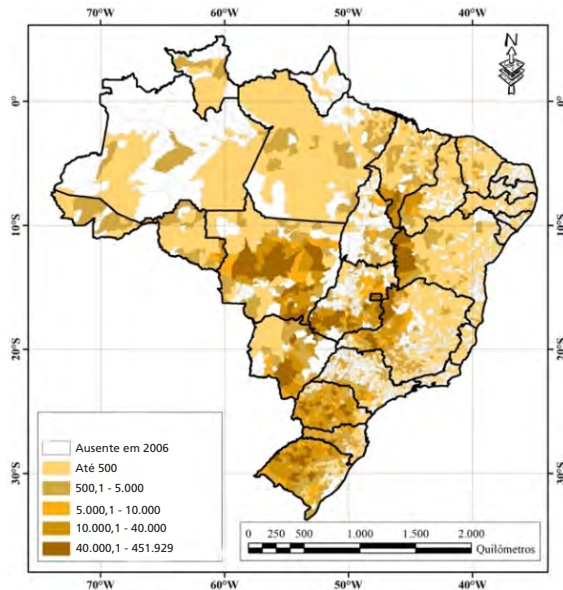 70°W 60°W 50°W 40°W
N
0°
10°S
20°S
30°S
0°
10°S
20°S
30°S
Ausente em 2006
Até 500
500,1 - 5.000
5.000,1 - 10.000
10.000,1 - 40.000
40.000,1 - 451.929
0 250 500 1.000 1.500 2.000
Quilômetros
70°W 60°W 50°W 40°W